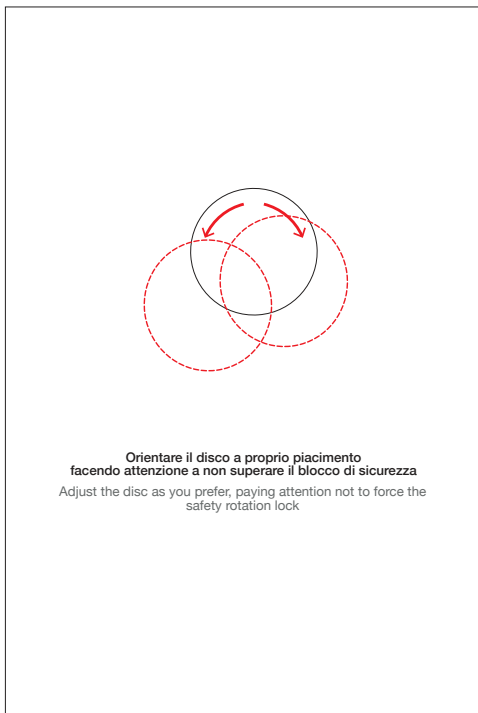 Orientare il disco a proprio piacimento
facendo attenzione a non superare il blocco di sicurezza
Adjust the disc as you prefer, paying attention not to force the
safety rotation lock